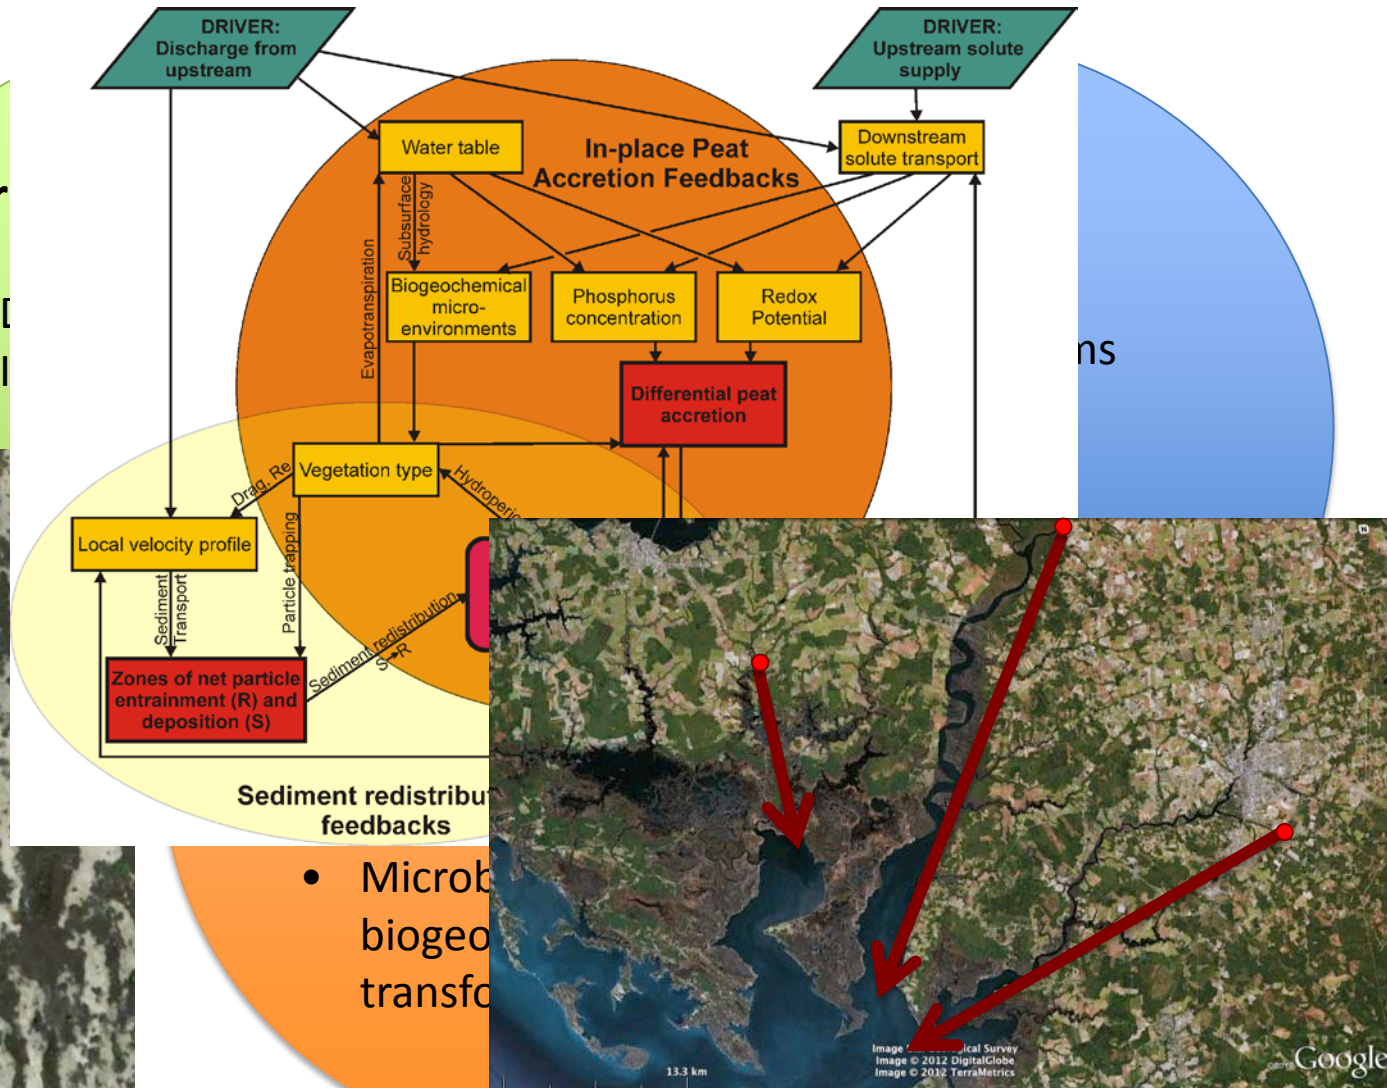 DRIVER:
Discharge from
upstream
DRIVER:
Upstream solute
supply
Water table
In-place Peat
Accretion Feedbacks
Downstream
solute transport
Subsurface
hydrology
Evapotranspiration
Biogeochemical
micro-
environments
Phosphorus
concentration
Redox
Potential
ms
Differential peat
accretion
Vegetation type
Drag, Re
Hydroperio
Local velocity profile
Sediment
Transport
Particle trapping
Sediment redistribution
S→R
Zones of net particle
entrainment (R) and
deposition (S)
Sediment redistribut
feedbacks
• Microb
biogeo
transfo
13.3 km
Image © 2012 DigitalGlobe
Image © 2012 TerraMetrics
Google